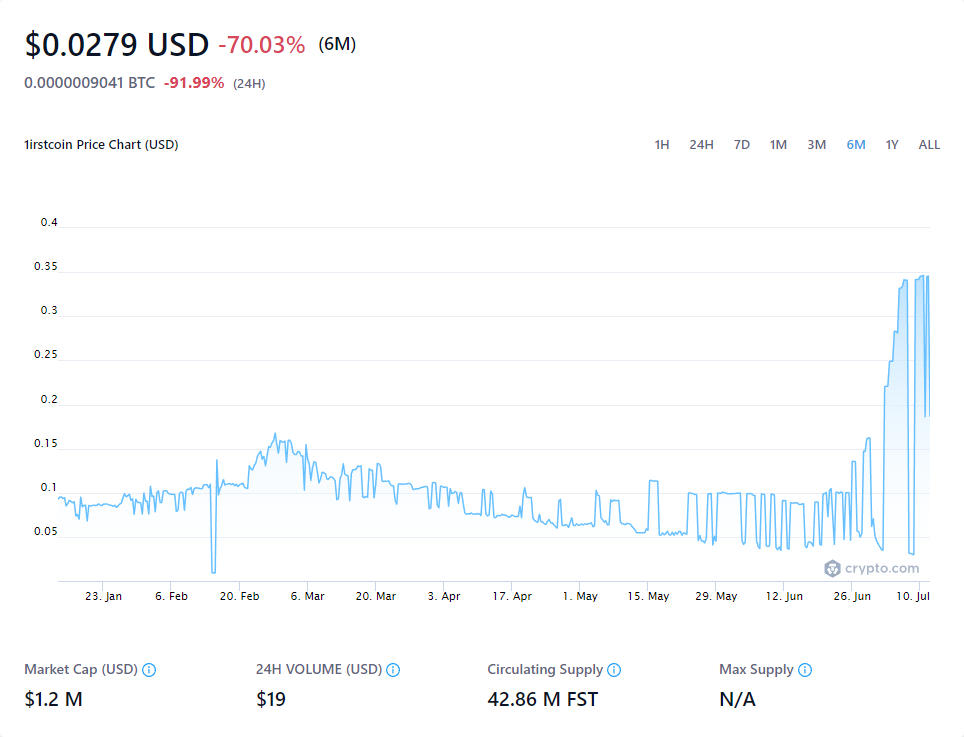 $0.0279 USD -70.03% (6M)
0.0000009041 BTC -91.99% (24H)
1irstcoin Price Chart (USD)
1H 24H 7D 1M 3M 6M 1Y ALL
0.4
0.35
0.3
0.25
0.2
0.15
0.1
0.05
crypto.com
23. Jan 6. Feb 20. Feb 6. Mar 20. Mar 3. Apr 17. Apr 1. May 15. May 29. May 12. Jun 26. Jun 10. Jul
Market Cap (USD) 24H VOLUME (USD) Circulating Supply Max Supply
$1.2 M $19 42.86 M FST N/A